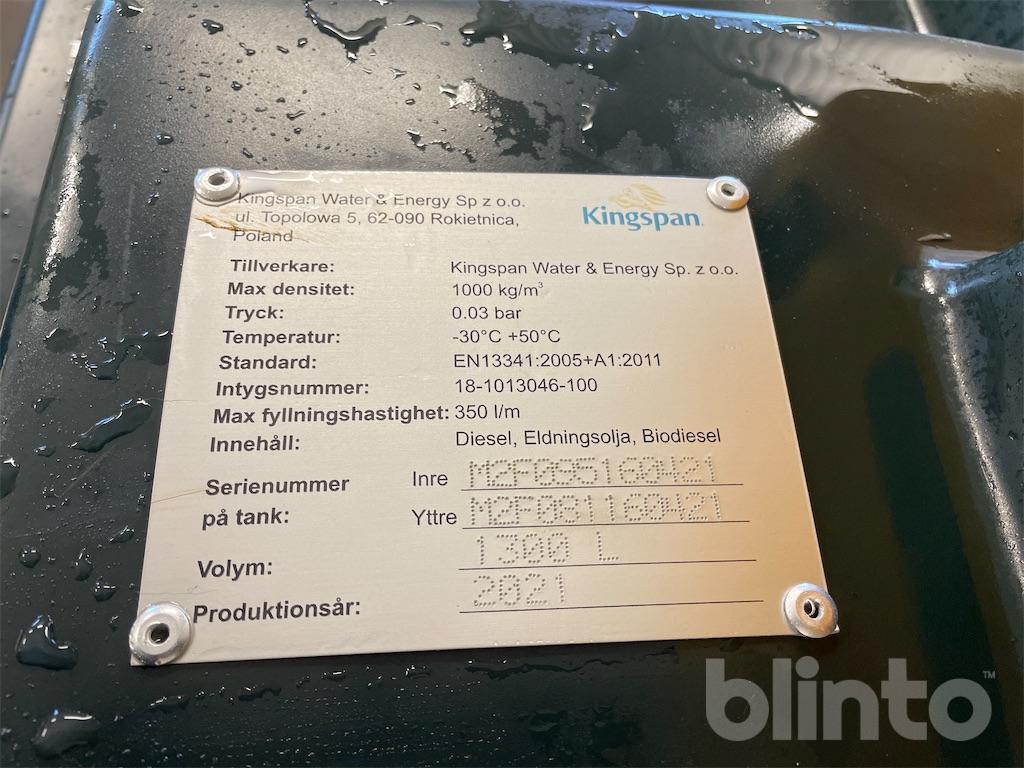 Kingspan Water & Energy Sp z o.o.
ul. Topolowa 5, 62-090 Rokietnica,
Poland
Kingspan.
Tillverkare: Kingspan Water & Energy Sp. z o.o.
Max densitet: 1000 kg/m³
Tryck: 0.03 bar
Temperatur: -30°C +50°C
Standard: EN13341:2005+A1:2011
Intygsnummer: 18-1013046-100
Max fyllningshastighet: 350 l/m
Innehåll: Diesel, Eldningsolja, Biodiesel
Serienummer
på tank:
Inre M2F095160421
Yttre M2P081160421
Volym: 1300 L
Produktionsår: 2021
blinto™